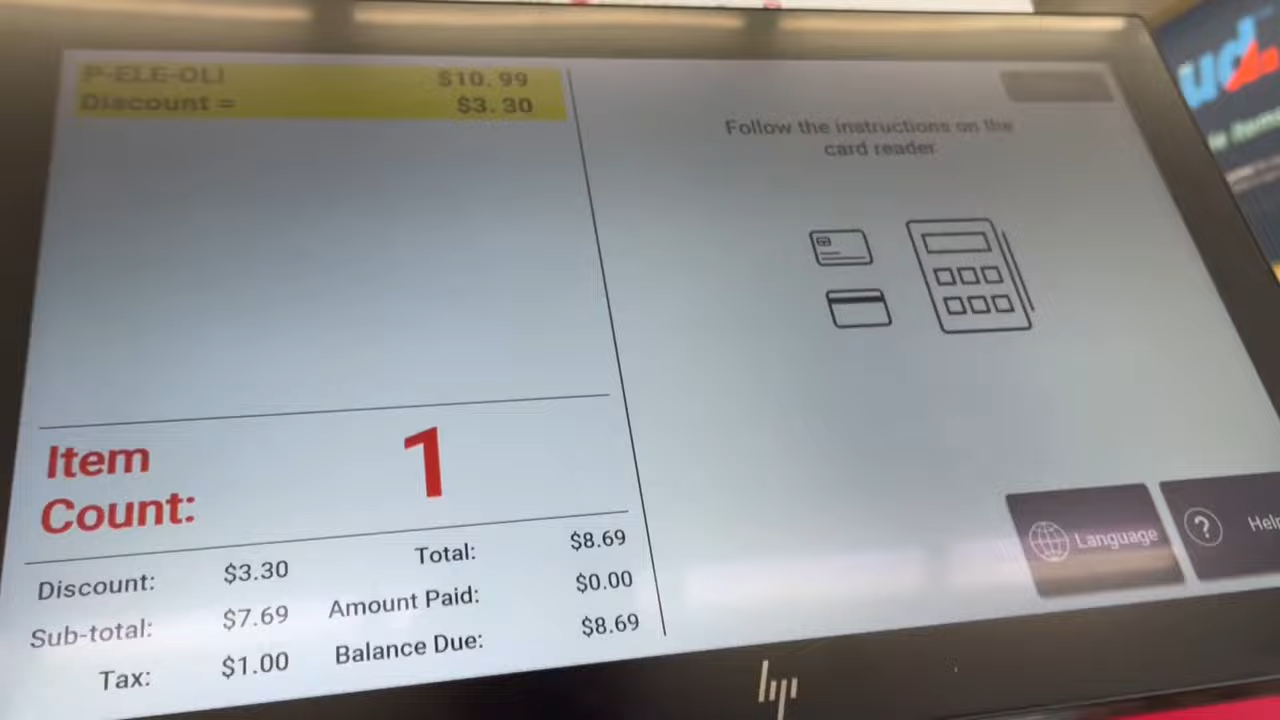 P-ELE-OLI $10.99
Discount = $3.30
Follow the instructions on the
card reader
Item
Count:
1
Discount: $3.30
Sub-total: $7.69
Tax: $1.00
Total: $8.69
Amount Paid: $0.00
Balance Due: $8.69
Language
? Help
hp